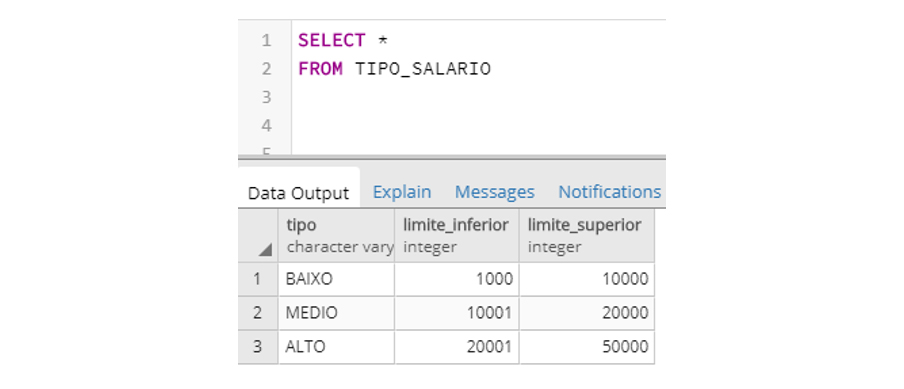 1 SELECT *
2 FROM TIPO_SALARIO
3
4
5
Data Output Explain Messages Notifications
tipo limite_inferior limite_superior
character vary integer integer
1 BAIXO 1000 10000
2 MEDIO 10001 20000
3 ALTO 20001 50000